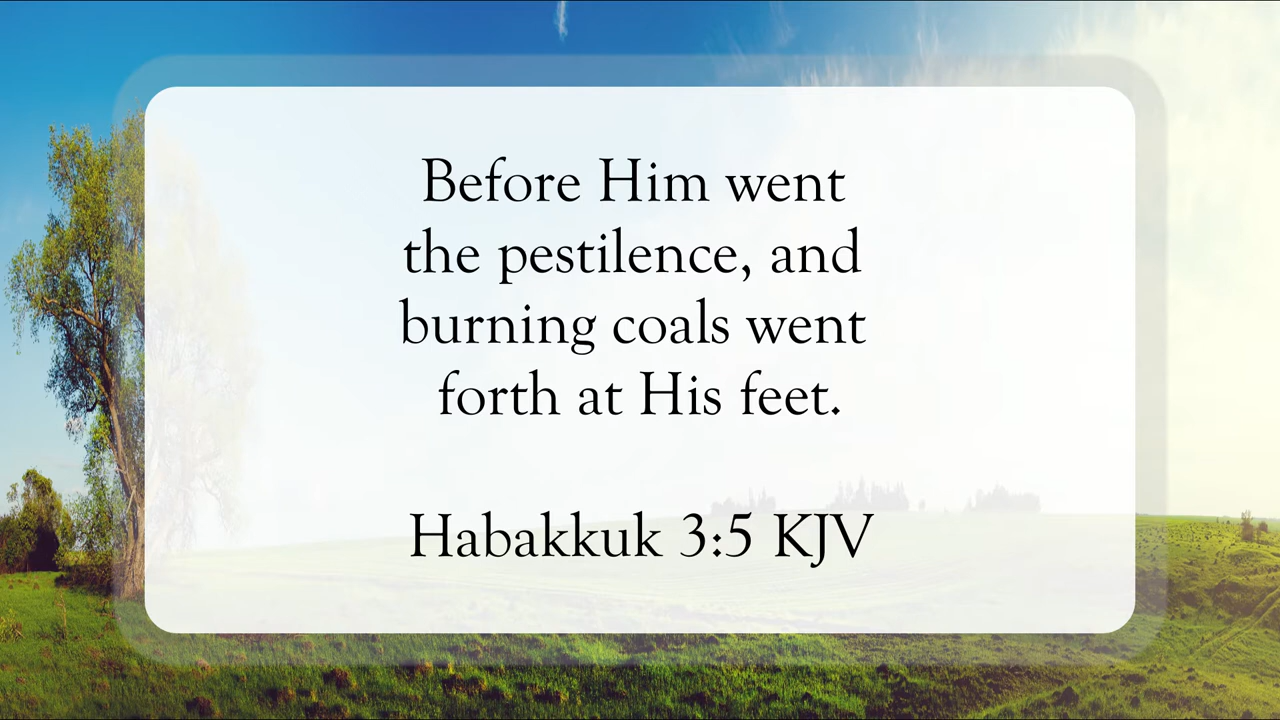 Before Him went
the pestilence, and
burning coals went
forth at His feet.
Habakkuk 3:5 KJV